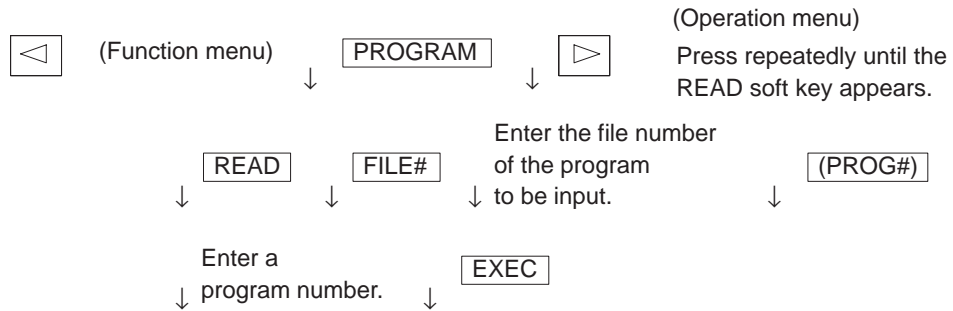 (Operation menu)
(Function menu) PROGRAM Press repeatedly until the
↓ ↓ READ soft key appears.
Enter the file number
READ FILE# of the program (PROG#)
↓ ↓ ↓ to be input. ↓
Enter a
EXEC
↓ program number. ↓